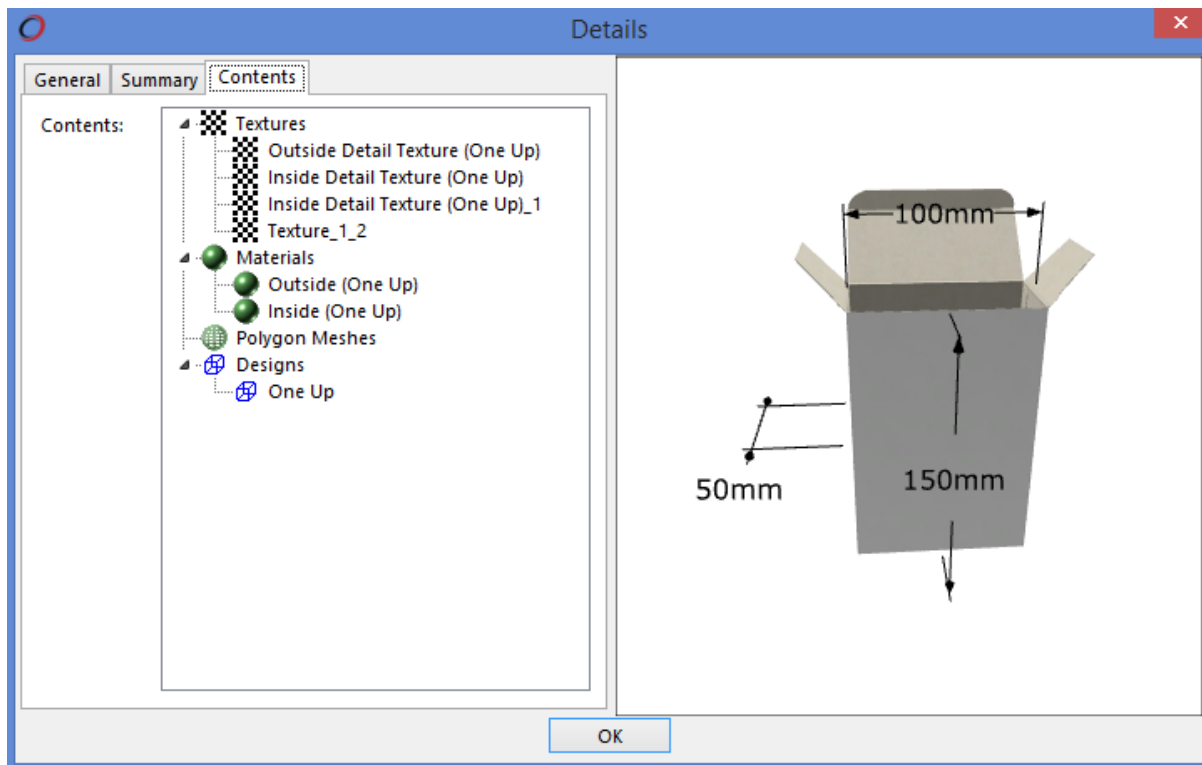 Details
General Summary Contents
Contents:
Textures
Outside Detail Texture (One Up)
Inside Detail Texture (One Up)
Inside Detail Texture (One Up)_1
Texture_1_2
Materials
Outside (One Up)
Inside (One Up)
Polygon Meshes
Designs
One Up
100mm
150mm
50mm
OK